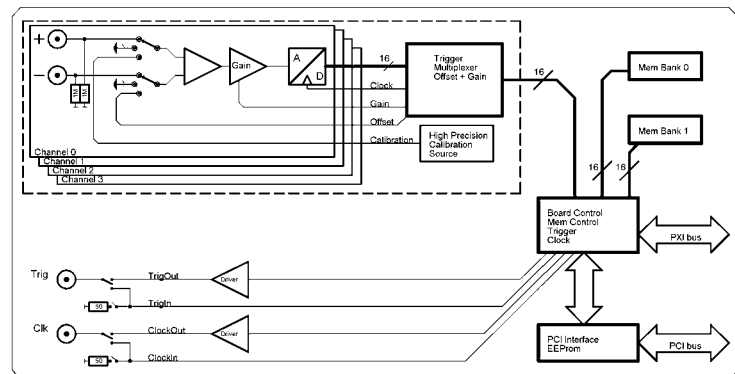 +
−
1M
1M
Gain
A
D
16
Clock
Gain
Offset
Calibration
Trigger
Multiplexer
Offset + Gain
High Precision
Calibration
Source
16
Mem Bank 0
Mem Bank 1
16
16
Channel 0
Channel 1
Channel 2
Channel 3
Board Control
Mem Control
Trigger
Clock
PXI bus
Trig
TrigOut
Driver
50
TrigIn
Clk
ClockOut
Driver
50
ClockIn
PCI Interface
EEProm
PCI bus